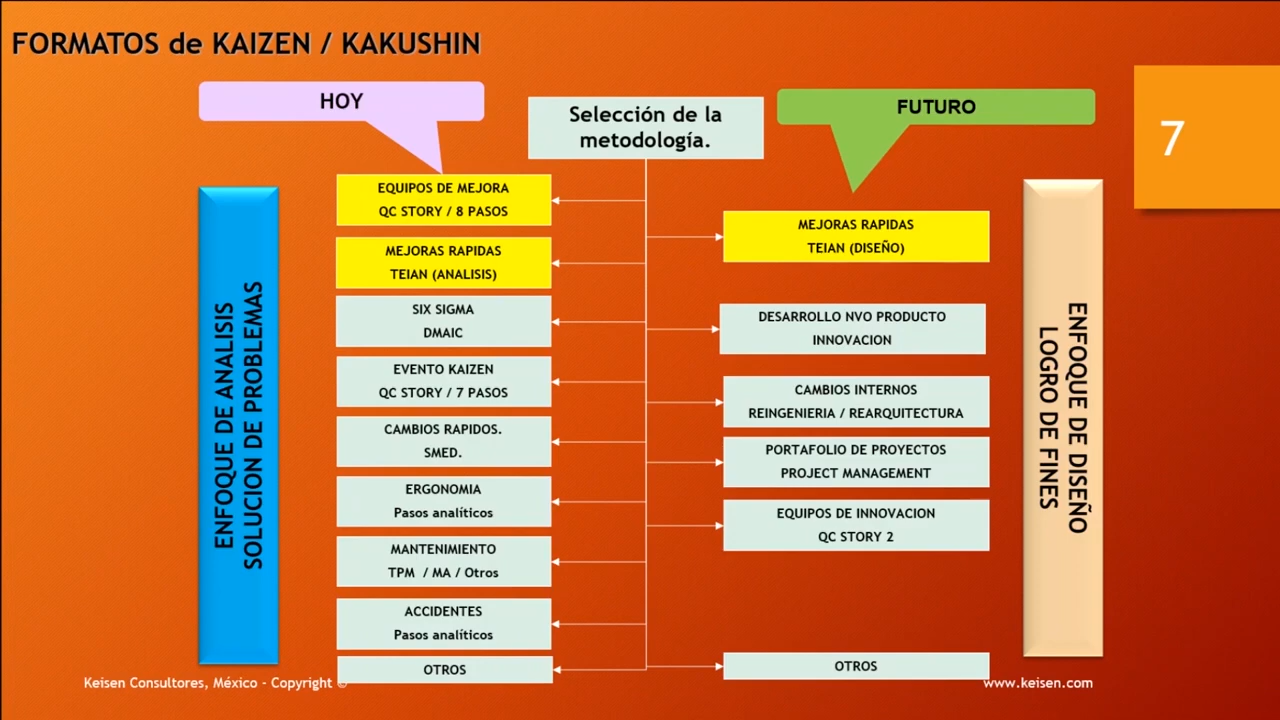 FORMATOS de KAIZEN / KAKUSHIN
HOY
Selección de la
metodología.
FUTURO
7
ENFOQUE DE ANALISIS
SOLUCION DE PROBLEMAS
EQUIPOS DE MEJORA
QC STORY / 8 PASOS
MEJORAS RAPIDAS
TEIAN (ANALISIS)
SIX SIGMA
DMAIC
EVENTO KAIZEN
QC STORY / 7 PASOS
CAMBIOS RAPIDOS.
SMED.
ERGONOMIA
Pasos analíticos
MANTENIMIENTO
TPM / MA / Otros
ACCIDENTES
Pasos analíticos
OTROS
MEJORAS RAPIDAS
TEIAN (DISEÑO)
DESARROLLO NVO PRODUCTO
INNOVACION
CAMBIOS INTERNOS
REINGENIERIA / REARQUITECTURA
PORTAFOLIO DE PROYECTOS
PROJECT MANAGEMENT
EQUIPOS DE INNOVACION
QC STORY 2
OTROS
ENFOQUE DE DISEÑO
LOGRO DE FINES
Keisen Consultores, México - Copyright ©
www.keisen.com